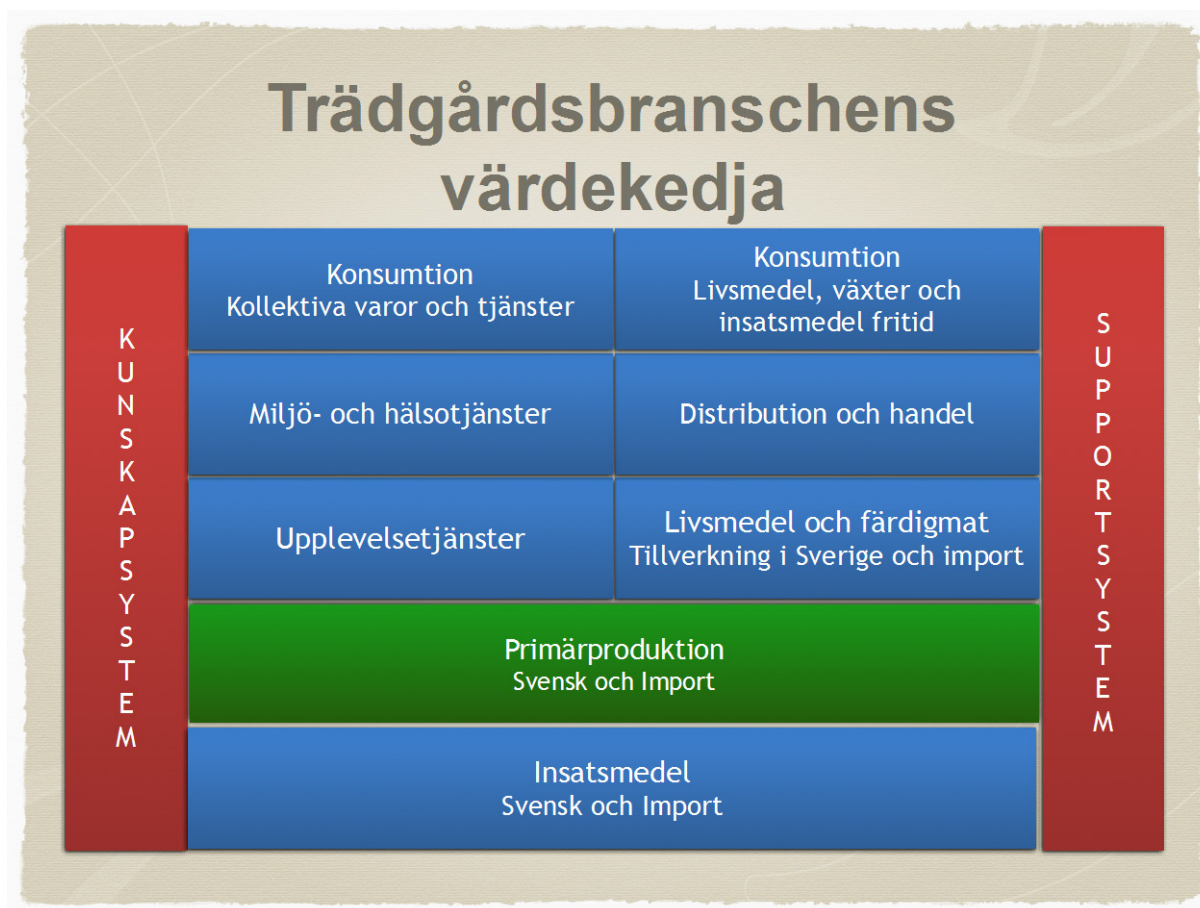 Trädgårdsbranschens
värdekedja
KUNSKAPSSYSTEM
Konsumtion
Kollektiva varor och tjänster
Konsumtion
Livsmedel, växter och
insatsmedel fritid
Miljö- och hälsotjänster
Distribution och handel
Upplevelsetjänster
Livsmedel och färdigmat
Tillverkning i Sverige och import
Primärproduktion
Svensk och Import
Insatsmedel
Svensk och Import
SUPPORTSYSTEM